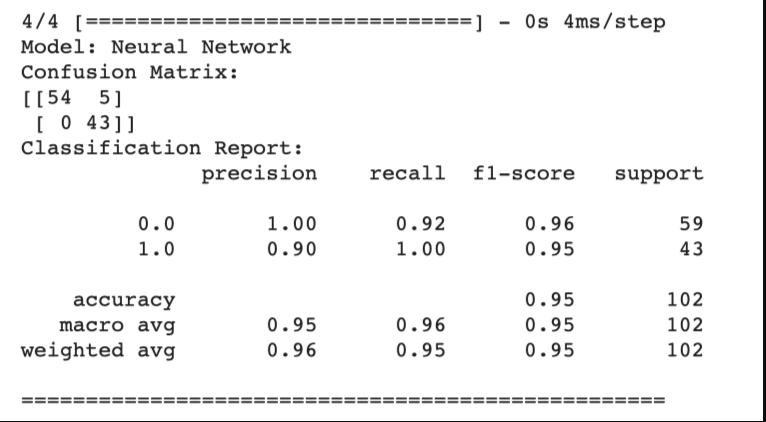 4/4 [==============================] - 0s 4ms/step
Model: Neural Network
Confusion Matrix:
[[54  5]
 [ 0 43]]
Classification Report:
              precision    recall  f1-score   support

         0.0       1.00      0.92      0.96        59
         1.0       0.90      1.00      0.95        43

    accuracy                           0.95       102
   macro avg       0.95      0.96      0.95       102
weighted avg       0.96      0.95      0.95       102

==================================================